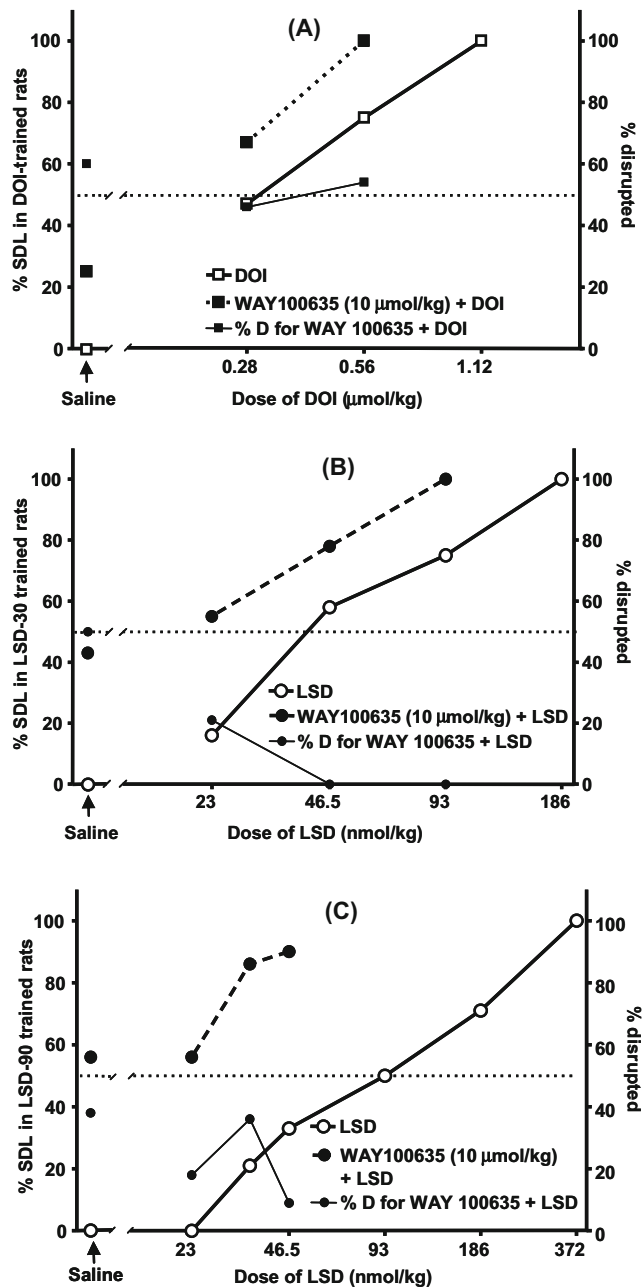 (A)
100
80
60
40
20
0
% SDL in DOI-trained rats
100
80
60
40
20
0
% disrupted
DOI
WAY100635 (10 µmol/kg) + DOI
% D for WAY 100635 + DOI
0.28
0.56
1.12
Saline
Dose of DOI (µmol/kg)
(B)
100
80
60
40
20
0
% SDL in LSD-30 trained rats
100
80
60
40
20
0
% disrupted
LSD
WAY100635 (10 µmol/kg) + LSD
% D for WAY 100635 + LSD
23
46.5
93
186
Saline
Dose of LSD (nmol/kg)
(C)
100
80
60
40
20
0
% SDL in LSD-90 trained rats
100
80
60
40
20
0
% disrupted
LSD
WAY100635 (10 µmol/kg)
+ LSD
% D for WAY 100635 + LSD
23
46.5
93
186
372
Saline
Dose of LSD (nmol/kg)